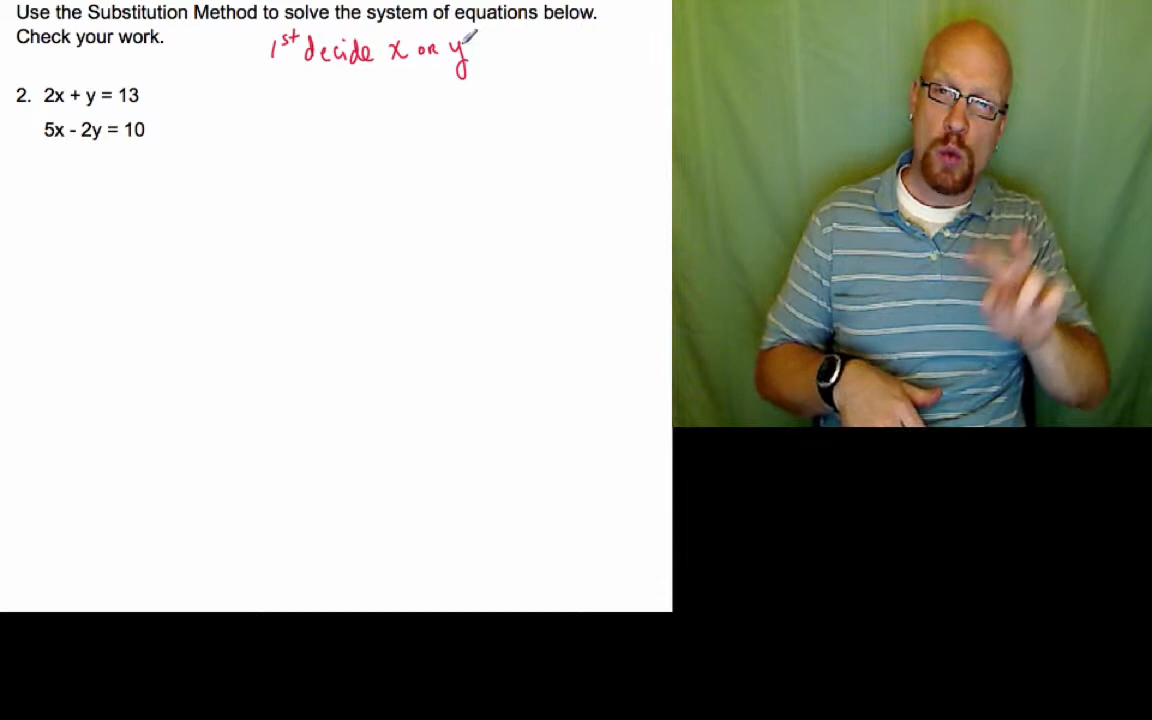 Use the Substitution Method to solve the system of equations below.
Check your work.
1st decide x OR y
2. 2x + y = 13
5x - 2y = 10